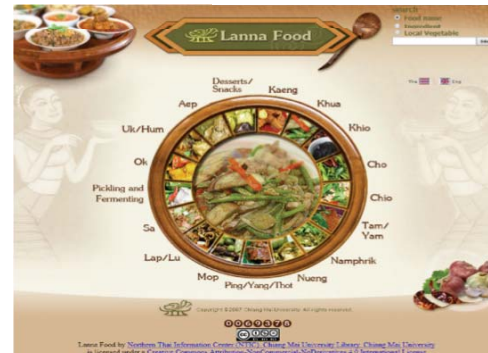 Search
Food name
Ingredient
Local Vegetable
Lanna Food
Desserts/
Snacks
Kaeng
Aep
Khua
Uk/Hum
Khio
Ok
Cho
Pickling and
Fermenting
Chio
Sa
Tam/
Yam
Lap/Lu
Namphrik
Mop
Nueng
Ping/Yang/Thot
Copyright ©2007 Chiang Mai University. All rights reserved.
0069378
Lanna Food by Northern Thai Information Center (NTIC), Chiang Mai University Library, Chiang Mai University
is licensed under a Creative Commons Attribution-NonCommercial-NoDerivatives 4.0 International License